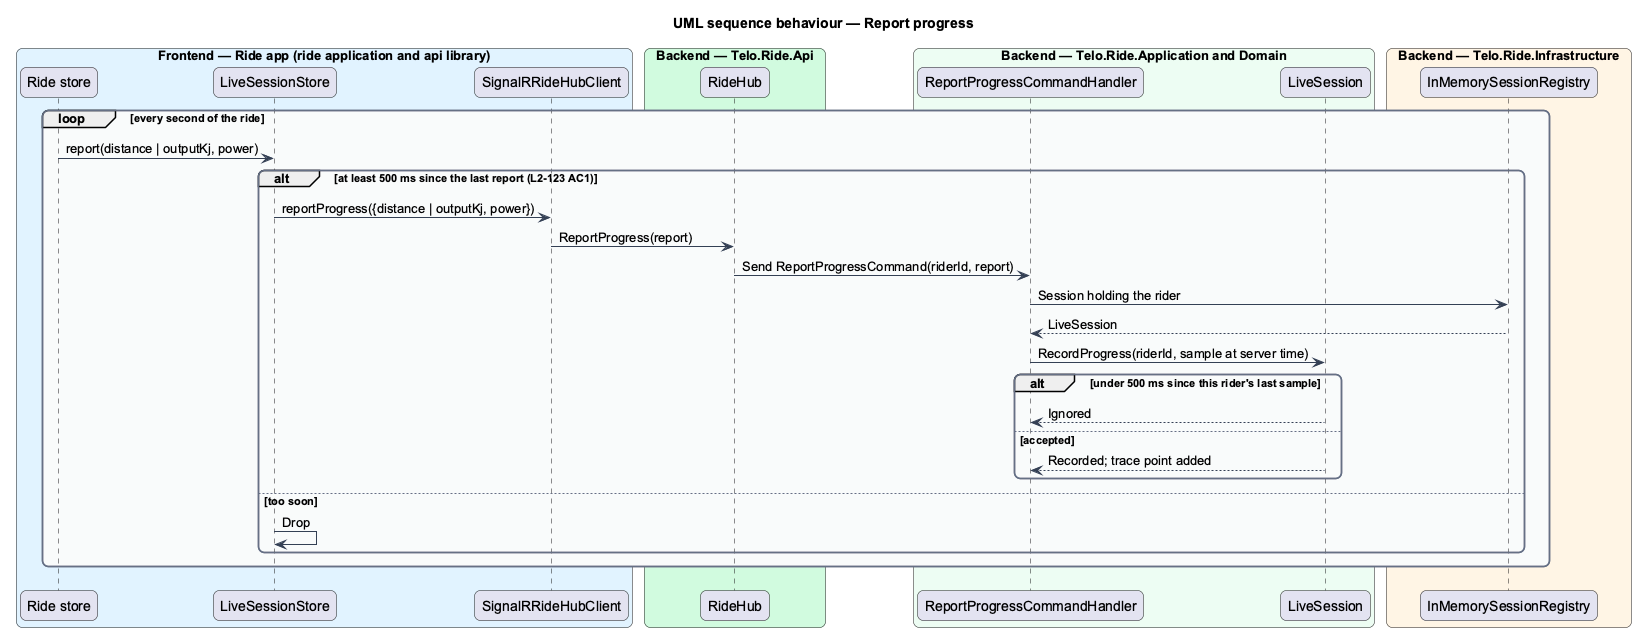 UML sequence behaviour — Report progress
Frontend — Ride app (ride application and api library)
Backend — Telo.Ride.Api
Backend — Telo.Ride.Application and Domain
Backend — Telo.Ride.Infrastructure
Ride store
LiveSessionStore
SignalRRideHubClient
RideHub
ReportProgressCommandHandler
LiveSession
InMemorySessionRegistry
loop [every second of the ride]
report(distance | outputKj, power)
alt [at least 500 ms since the last report (L2-123 AC1)]
reportProgress({distance | outputKj, power})
ReportProgress(report)
Send ReportProgressCommand(riderId, report)
Session holding the rider
LiveSession
RecordProgress(riderId, sample at server time)
alt [under 500 ms since this rider's last sample]
Ignored
[accepted]
Recorded; trace point added
[too soon]
Drop
Ride store
LiveSessionStore
SignalRRideHubClient
RideHub
ReportProgressCommandHandler
LiveSession
InMemorySessionRegistry